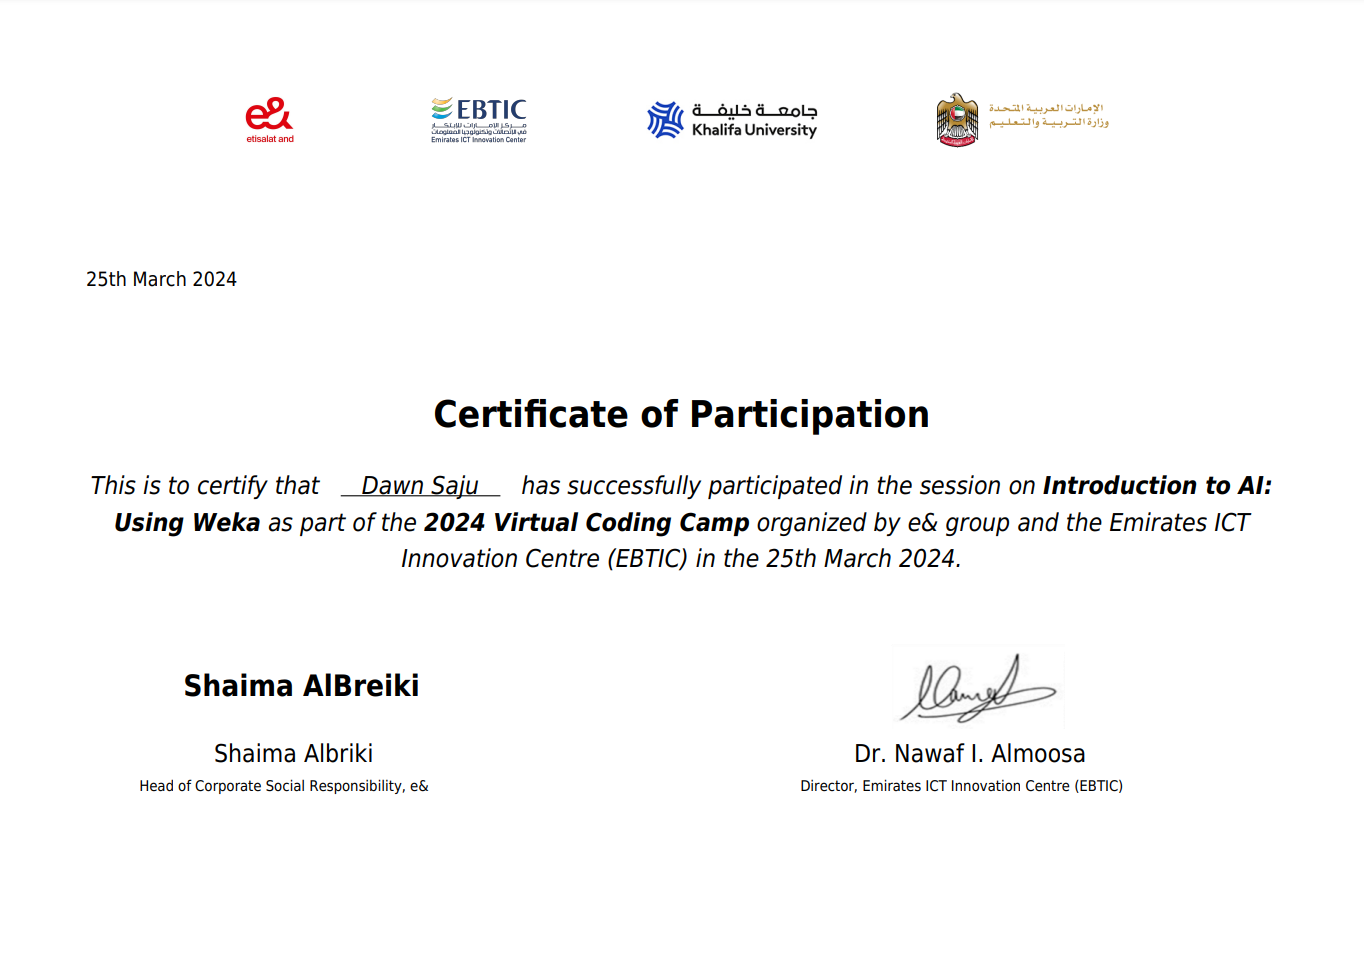 e&
etisalat and
EBTIC
مركز الإمارات للابتكار
في الاتصالات وتكنولوجيا المعلومات
Emirates ICT Innovation Center
جامعة خليفة
Khalifa University
الإمارات العربية المتحدة
وزارة التربية والتعليم
25th March 2024
Certificate of Participation
This is to certify that Dawn Saju has successfully participated in the session on Introduction to AI:
Using Weka as part of the 2024 Virtual Coding Camp organized by e& group and the Emirates ICT
Innovation Centre (EBTIC) in the 25th March 2024.
Shaima AlBreiki
Shaima Albriki
Head of Corporate Social Responsibility, e&
Dr. Nawaf I. Almoosa
Director, Emirates ICT Innovation Centre (EBTIC)